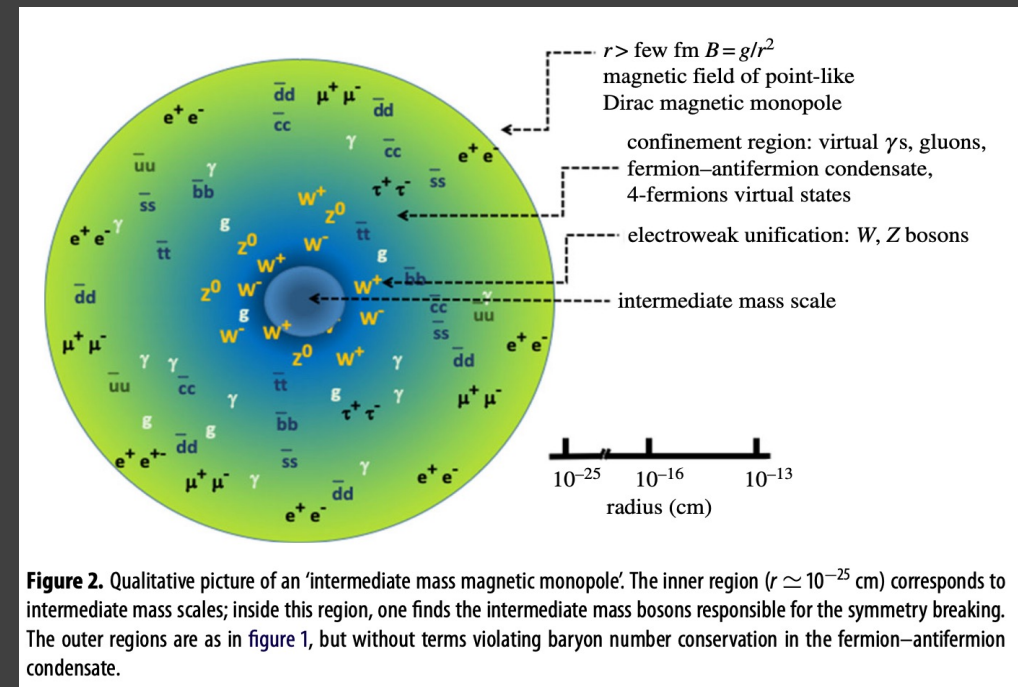 r> few fm B=g/r²
magnetic field of point-like
Dirac magnetic monopole
confinement region: virtual γs, gluons,
fermion–antifermion condensate,
4-fermions virtual states
electroweak unification: W, Z bosons
intermediate mass scale
d̅d μ⁺ μ⁻ d̅d
e⁺ e⁻ c̅c
γ c̅c e⁺ e⁻
u̅u γ
b̅b τ⁺ τ⁻ s̅s
s̅s W⁺ Z⁰
γ g t̅t
e⁺ e⁻ t̅t Z⁰ W⁻ g
W⁺ b̅b
d̅d Z⁰ W⁻ W⁺ γ
g c̅c u̅u
W⁻ W⁺ W⁻ s̅s
μ⁺ μ⁻ Z⁰ W⁺ γ d̅d e⁺ e⁻
γ γ
u̅u c̅c t̅t g γ μ⁺ μ⁻
γ τ⁺ τ⁻
g g b̅b
d̅d
e⁺ e⁺⁻ s̅s γ e⁺ e⁻
μ⁺ μ⁻ γ d̅d
e⁺ e⁻
10⁻²⁵ 10⁻¹⁶ 10⁻¹³
radius (cm)
Figure 2. Qualitative picture of an ‘intermediate mass magnetic monopole’. The inner region (r ≃ 10⁻²⁵ cm) corresponds to
intermediate mass scales; inside this region, one finds the intermediate mass bosons responsible for the symmetry breaking.
The outer regions are as in figure 1, but without terms violating baryon number conservation in the fermion–antifermion
condensate.